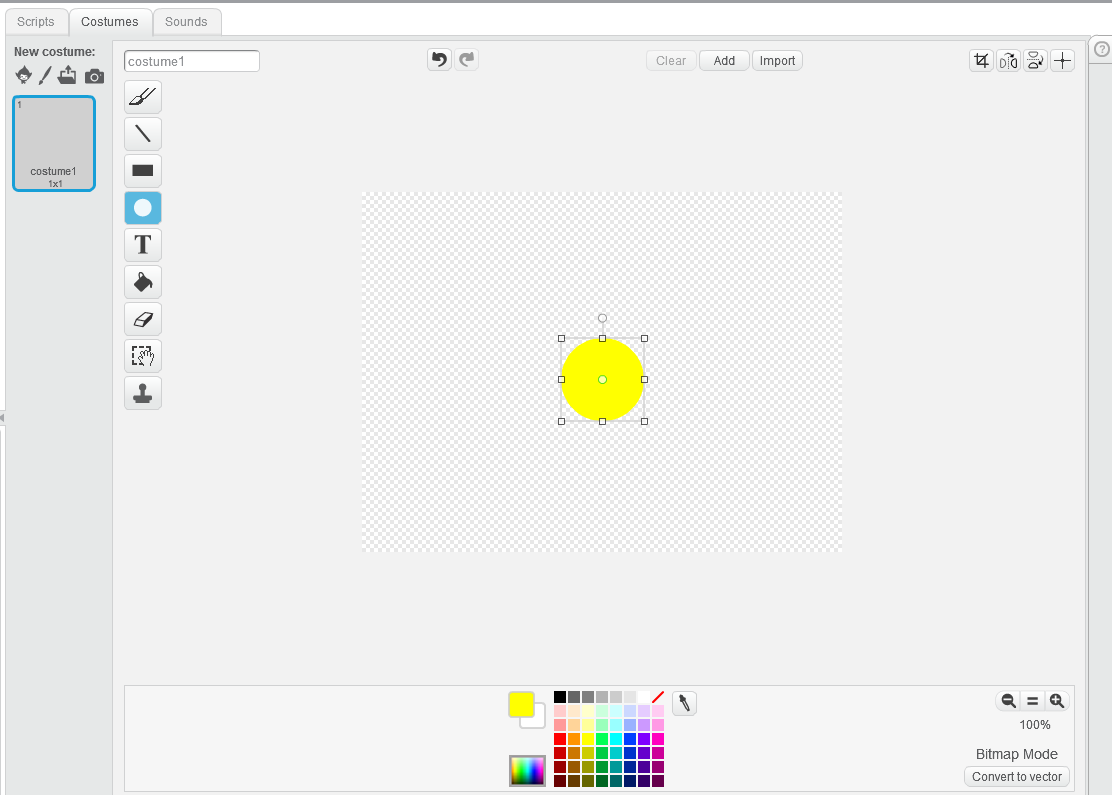 Scripts Costumes Sounds
New costume:
costume1
Clear Add Import
?
1
costume1
1x1
T
100%
Bitmap Mode
Convert to vector